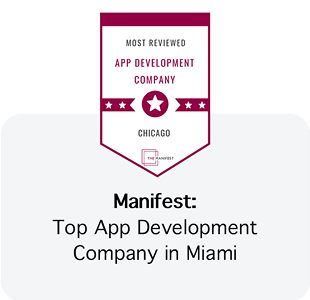 MOST REVIEWED
APP DEVELOPMENT
COMPANY
CHICAGO
THE MANIFEST
Manifest:
Top App Development
Company in Miami